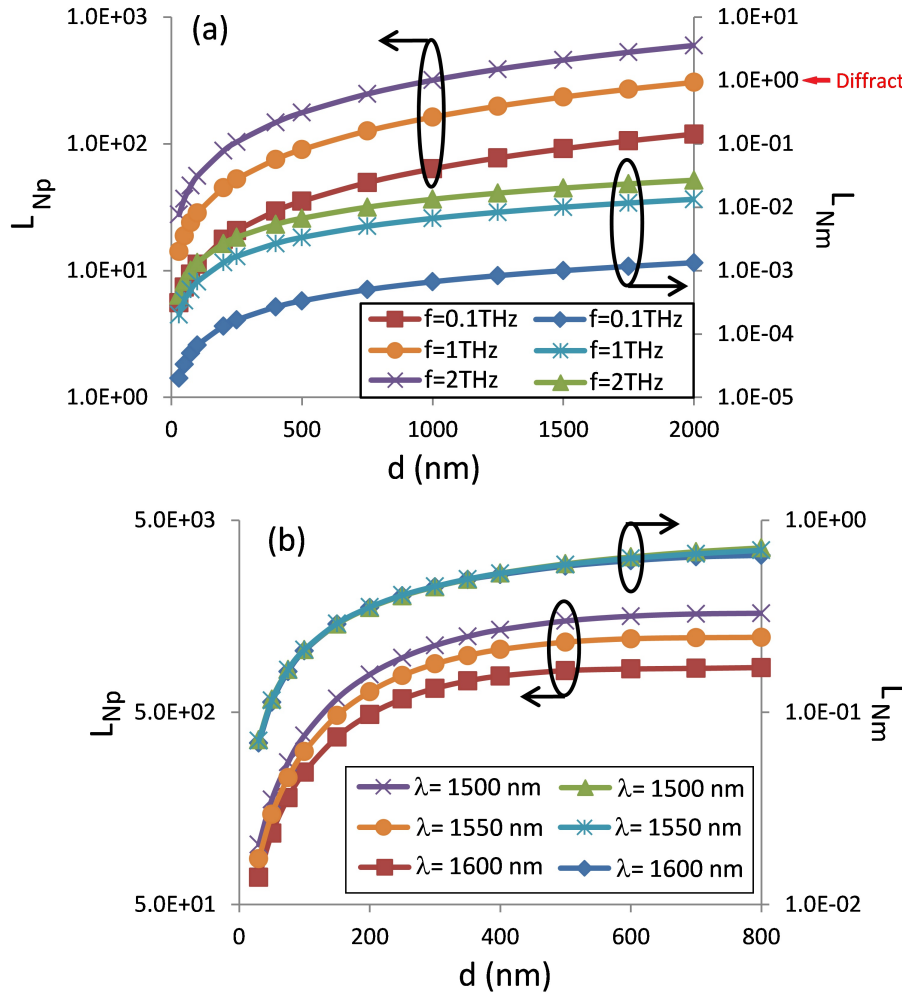 (a)
1.0E+03
1.0E+02
1.0E+01
1.0E+00
L_Np
1.0E+01
1.0E+00
Diffract
1.0E-01
1.0E-02
1.0E-03
1.0E-04
1.0E-05
L_Nm
f=0.1THz f=0.1THz
f=1THz f=1THz
f=2THz f=2THz
0 500 1000 1500 2000
d (nm)
(b)
5.0E+03
5.0E+02
5.0E+01
L_Np
1.0E+00
1.0E-01
1.0E-02
L_Nm
λ= 1500 nm λ= 1500 nm
λ= 1550 nm λ= 1550 nm
λ= 1600 nm λ= 1600 nm
0 200 400 600 800
d (nm)